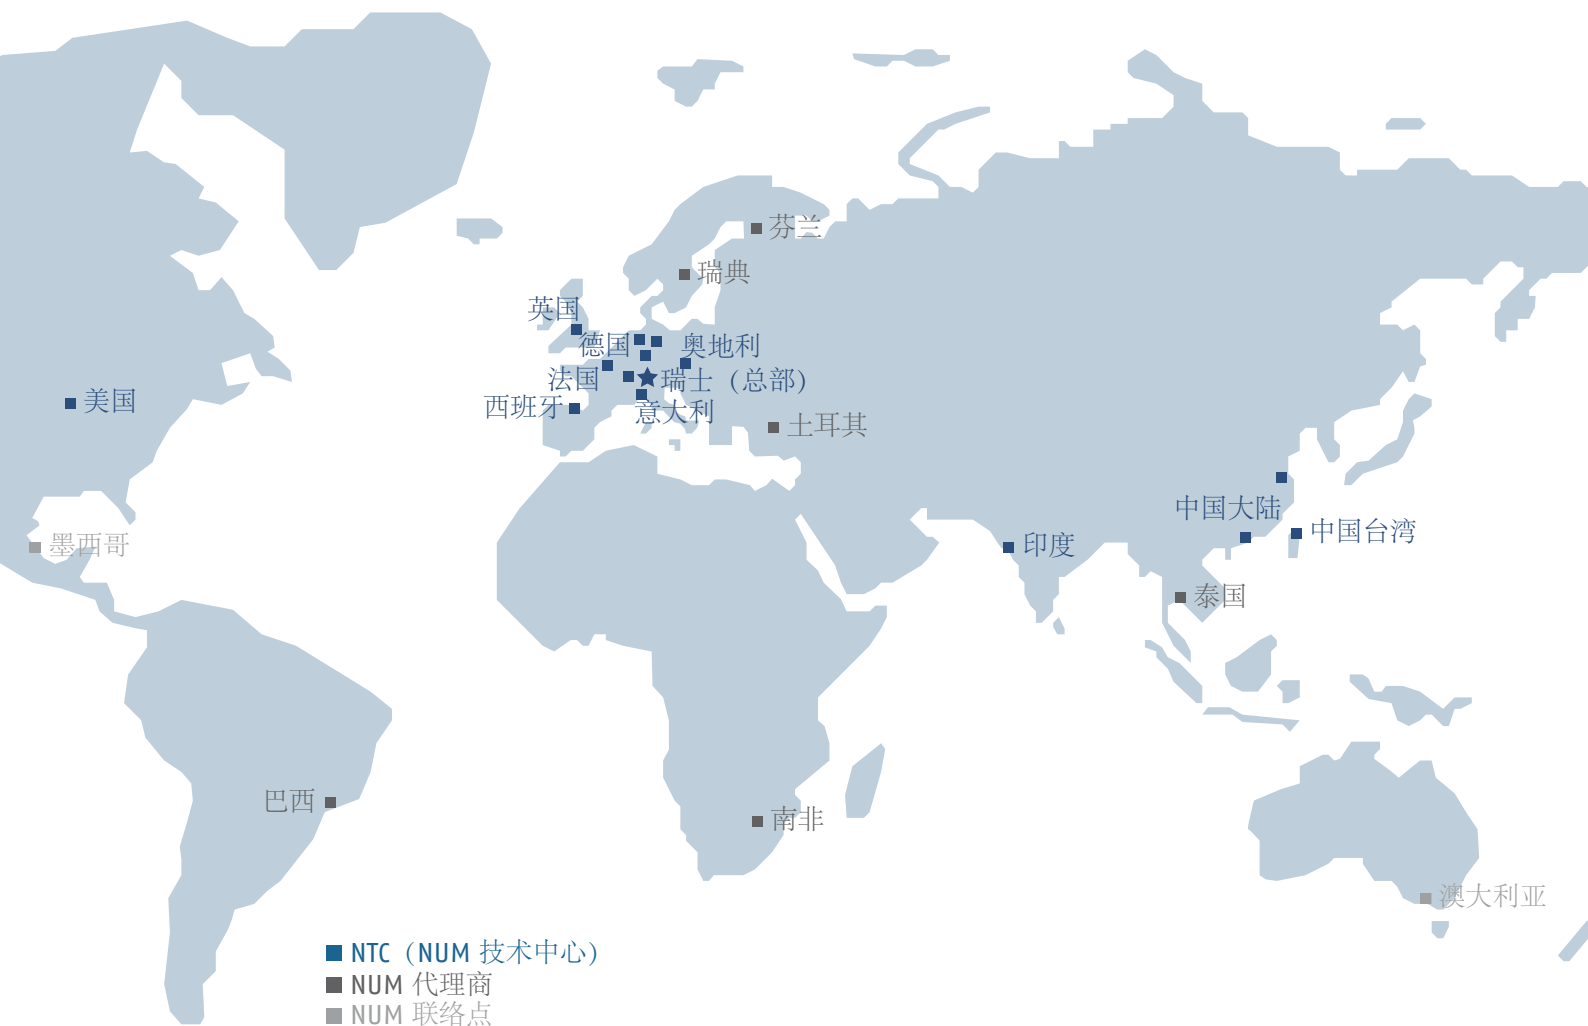 芬兰
瑞典
英国
德国
奥地利
法国
瑞士（总部）
美国
西班牙
意大利
土耳其
中国大陆
中国台湾
墨西哥
印度
泰国
巴西
南非
澳大利亚
NTC（NUM 技术中心）
NUM 代理商
NUM 联络点